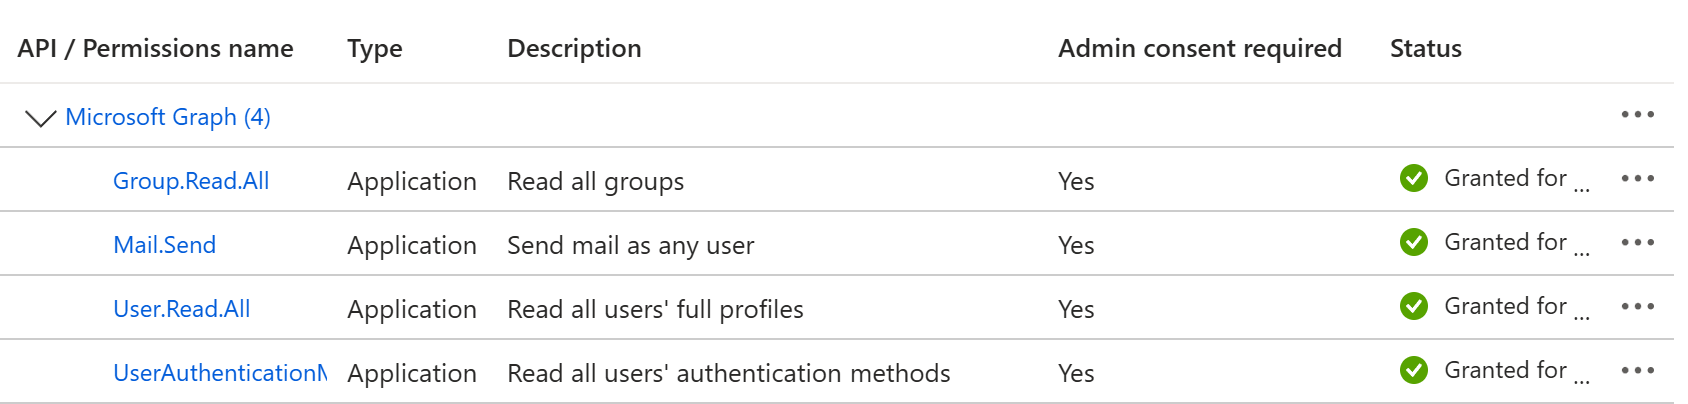 API / Permissions name Type Description Admin consent required Status
Microsoft Graph (4) •••
Group.Read.All Application Read all groups Yes Granted for ... •••
Mail.Send Application Send mail as any user Yes Granted for ... •••
User.Read.All Application Read all users' full profiles Yes Granted for ... •••
UserAuthenticationM Application Read all users' authentication methods Yes Granted for ... •••